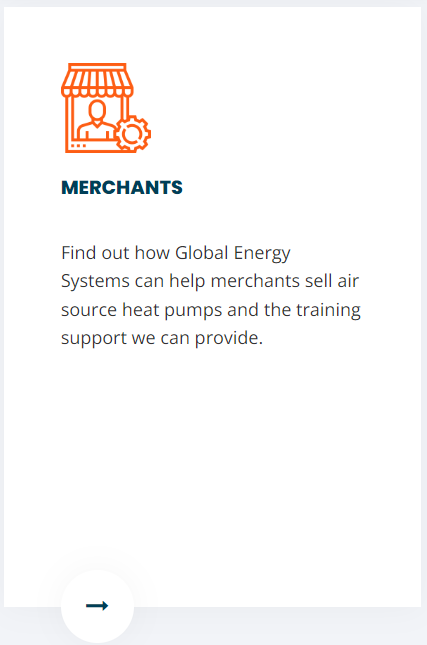 MERCHANTS
Find out how Global Energy
Systems can help merchants sell air
source heat pumps and the training
support we can provide.